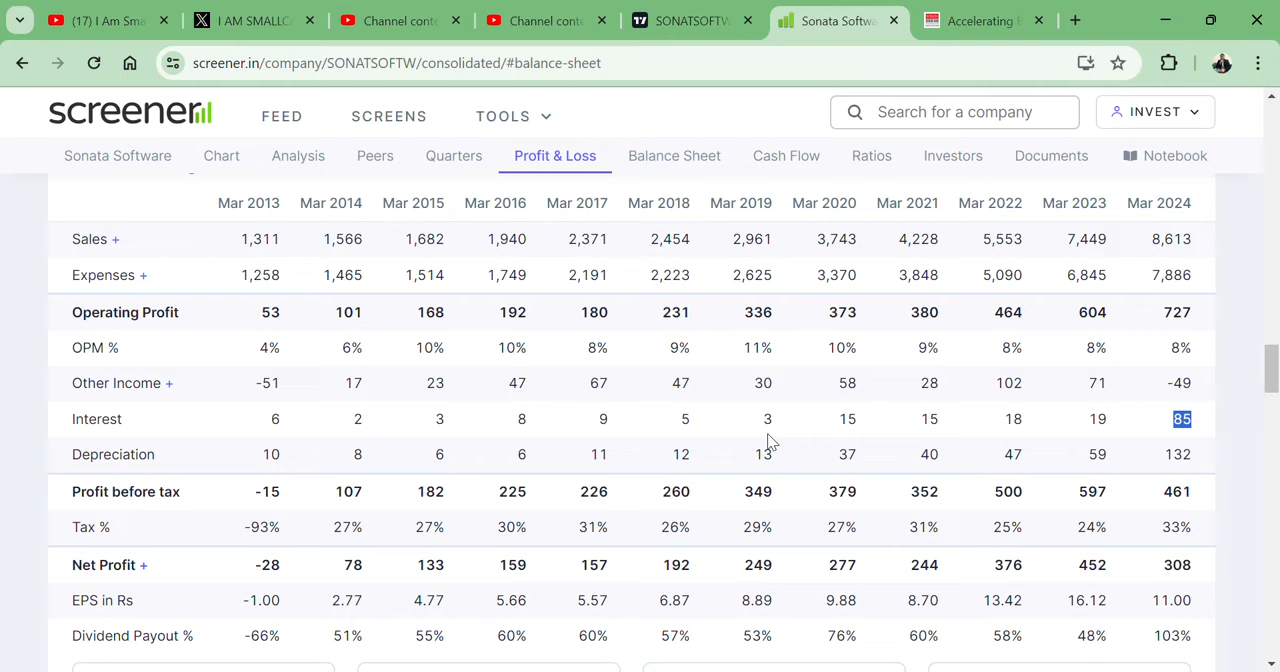 (17) I Am Sma
I AM SMALLC
Channel conte
Channel conte
SONATSOFTW
Sonata Softwa
Accelerating
screener.in/company/SONATSOFTW/consolidated/#balance-sheet
screener FEED SCREENS TOOLS Search for a company INVEST
Sonata Software Chart Analysis Peers Quarters Profit & Loss Balance Sheet Cash Flow Ratios Investors Documents Notebook
Mar 2013 Mar 2014 Mar 2015 Mar 2016 Mar 2017 Mar 2018 Mar 2019 Mar 2020 Mar 2021 Mar 2022 Mar 2023 Mar 2024
Sales + 1,311 1,566 1,682 1,940 2,371 2,454 2,961 3,743 4,228 5,553 7,449 8,613
Expenses + 1,258 1,465 1,514 1,749 2,191 2,223 2,625 3,370 3,848 5,090 6,845 7,886
Operating Profit 53 101 168 192 180 231 336 373 380 464 604 727
OPM % 4% 6% 10% 10% 8% 9% 11% 10% 9% 8% 8% 8%
Other Income + -51 17 23 47 67 47 30 58 28 102 71 -49
Interest 6 2 3 8 9 5 3 15 15 18 19 85
Depreciation 10 8 6 6 11 12 13 37 40 47 59 132
Profit before tax -15 107 182 225 226 260 349 379 352 500 597 461
Tax % -93% 27% 27% 30% 31% 26% 29% 27% 31% 25% 24% 33%
Net Profit + -28 78 133 159 157 192 249 277 244 376 452 308
EPS in Rs -1.00 2.77 4.77 5.66 5.57 6.87 8.89 9.88 8.70 13.42 16.12 11.00
Dividend Payout % -66% 51% 55% 60% 60% 57% 53% 76% 60% 58% 48% 103%